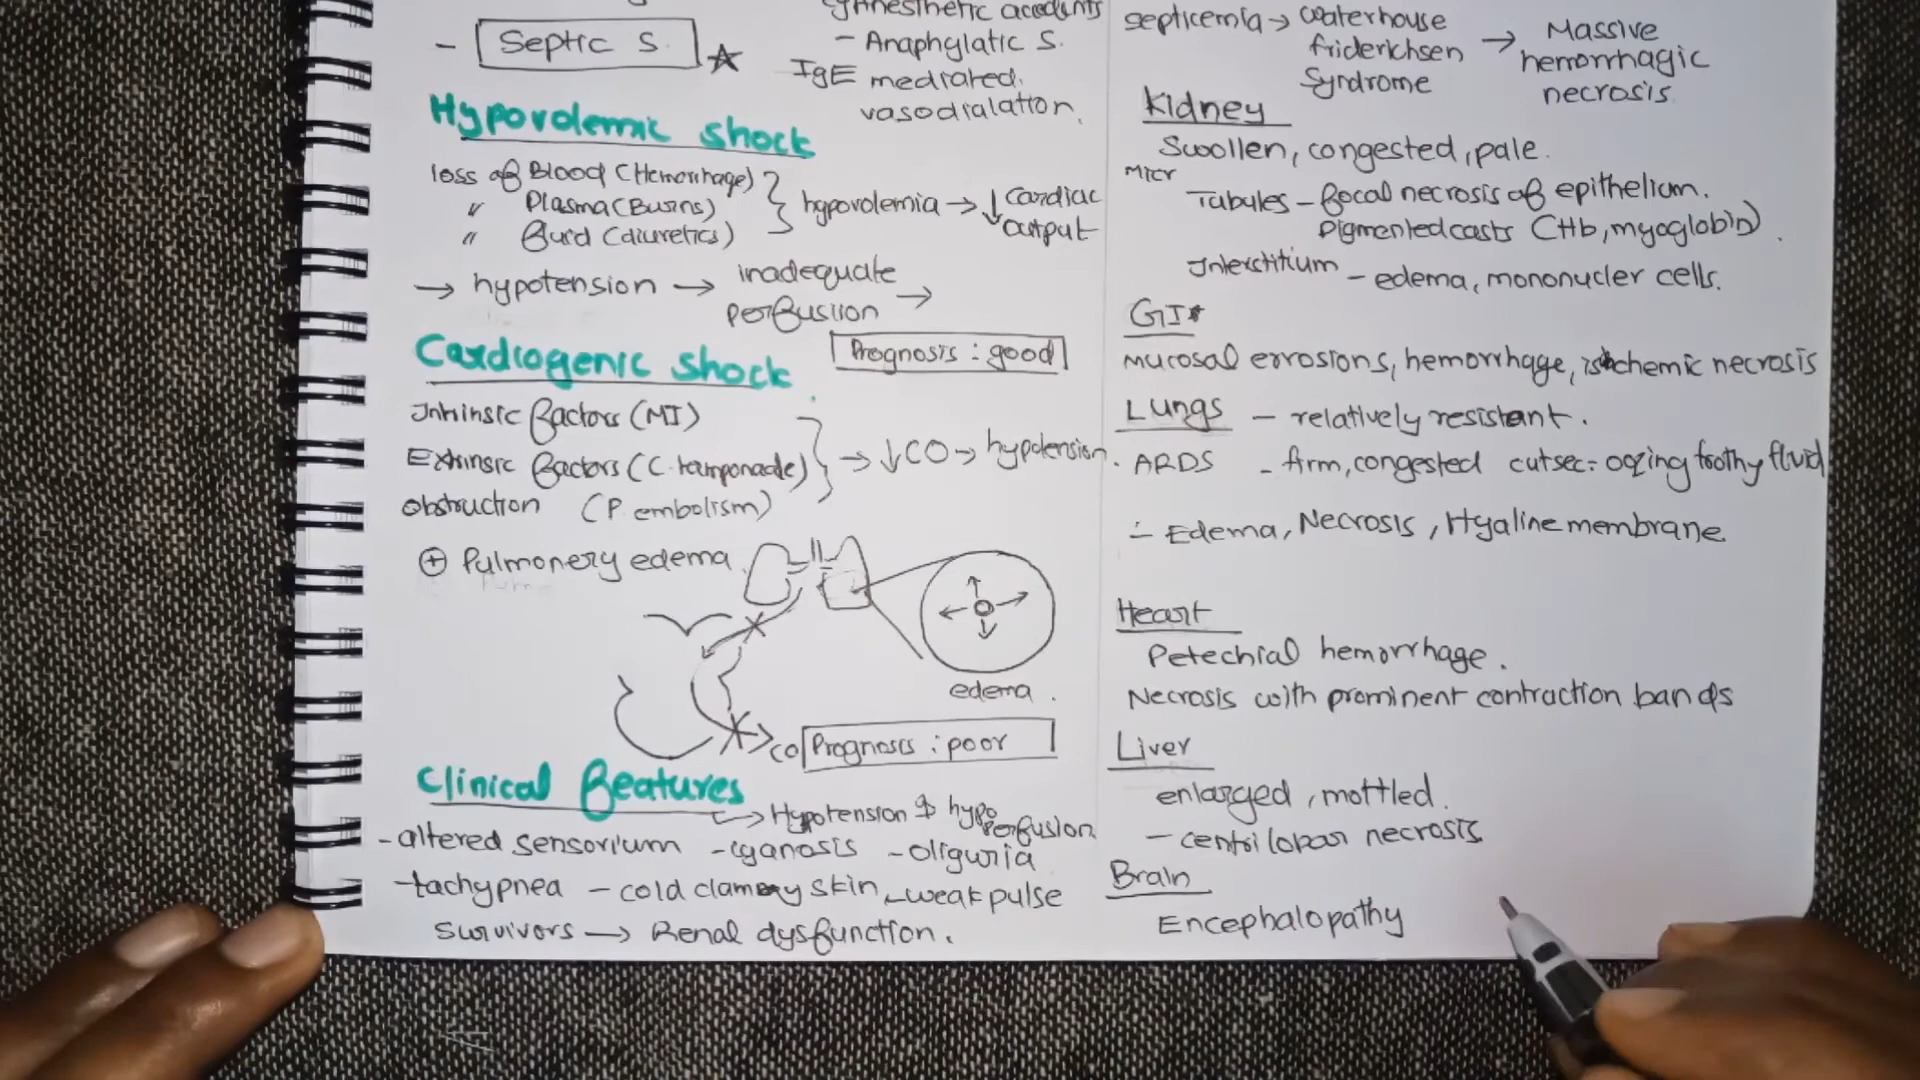 - Septic S.
Anesthetic accidents
- Anaphylatic S.
IgE mediated.
vasodialation.
Hypovolemic shock
loss of Blood (Hemorrhage)
" Plasma (Burns)
" fluid (diuretics)
hypovolemia → ↓ cardiac output
→ hypotension → inadequate perfusion →
Prognosis : good
Cardiogenic shock
Intrinsic factors (MI)
Extrinsic factors (C. tamponade)
obstruction (P. embolism)
→ ↓CO → hypotension.
⊕ Pulmonery edema
edema.
CO
Prognosis : poor
Clinical features
→ Hypotension & hypo perfusion
- altered sensorium - cyanosis - oliguria
- tachypnea - cold clammy skin - weak pulse
Survivors → Renal dysfunction.
septicemia → waterhouse friderichsen Syndrome → Massive hemorrhagic necrosis
Kidney
Swollen, congested, pale.
Micr
Tubules - focal necrosis of epithelium.
pigmented casts (Hb, myoglobin).
Interstitium - edema, mononucler cells.
GI
Mucosal errosions, hemorrhage, ischemic necrosis
Lungs - relatively resistant.
ARDS - firm, congested cutsec: oozing frothy fluid
- Edema, Necrosis, Hyaline membrane
Heart
Petechial hemorrhage.
Necrosis with prominent contraction bands
Liver
enlarged, mottled.
- centrilobar necrosis
Brain
Encephalopathy